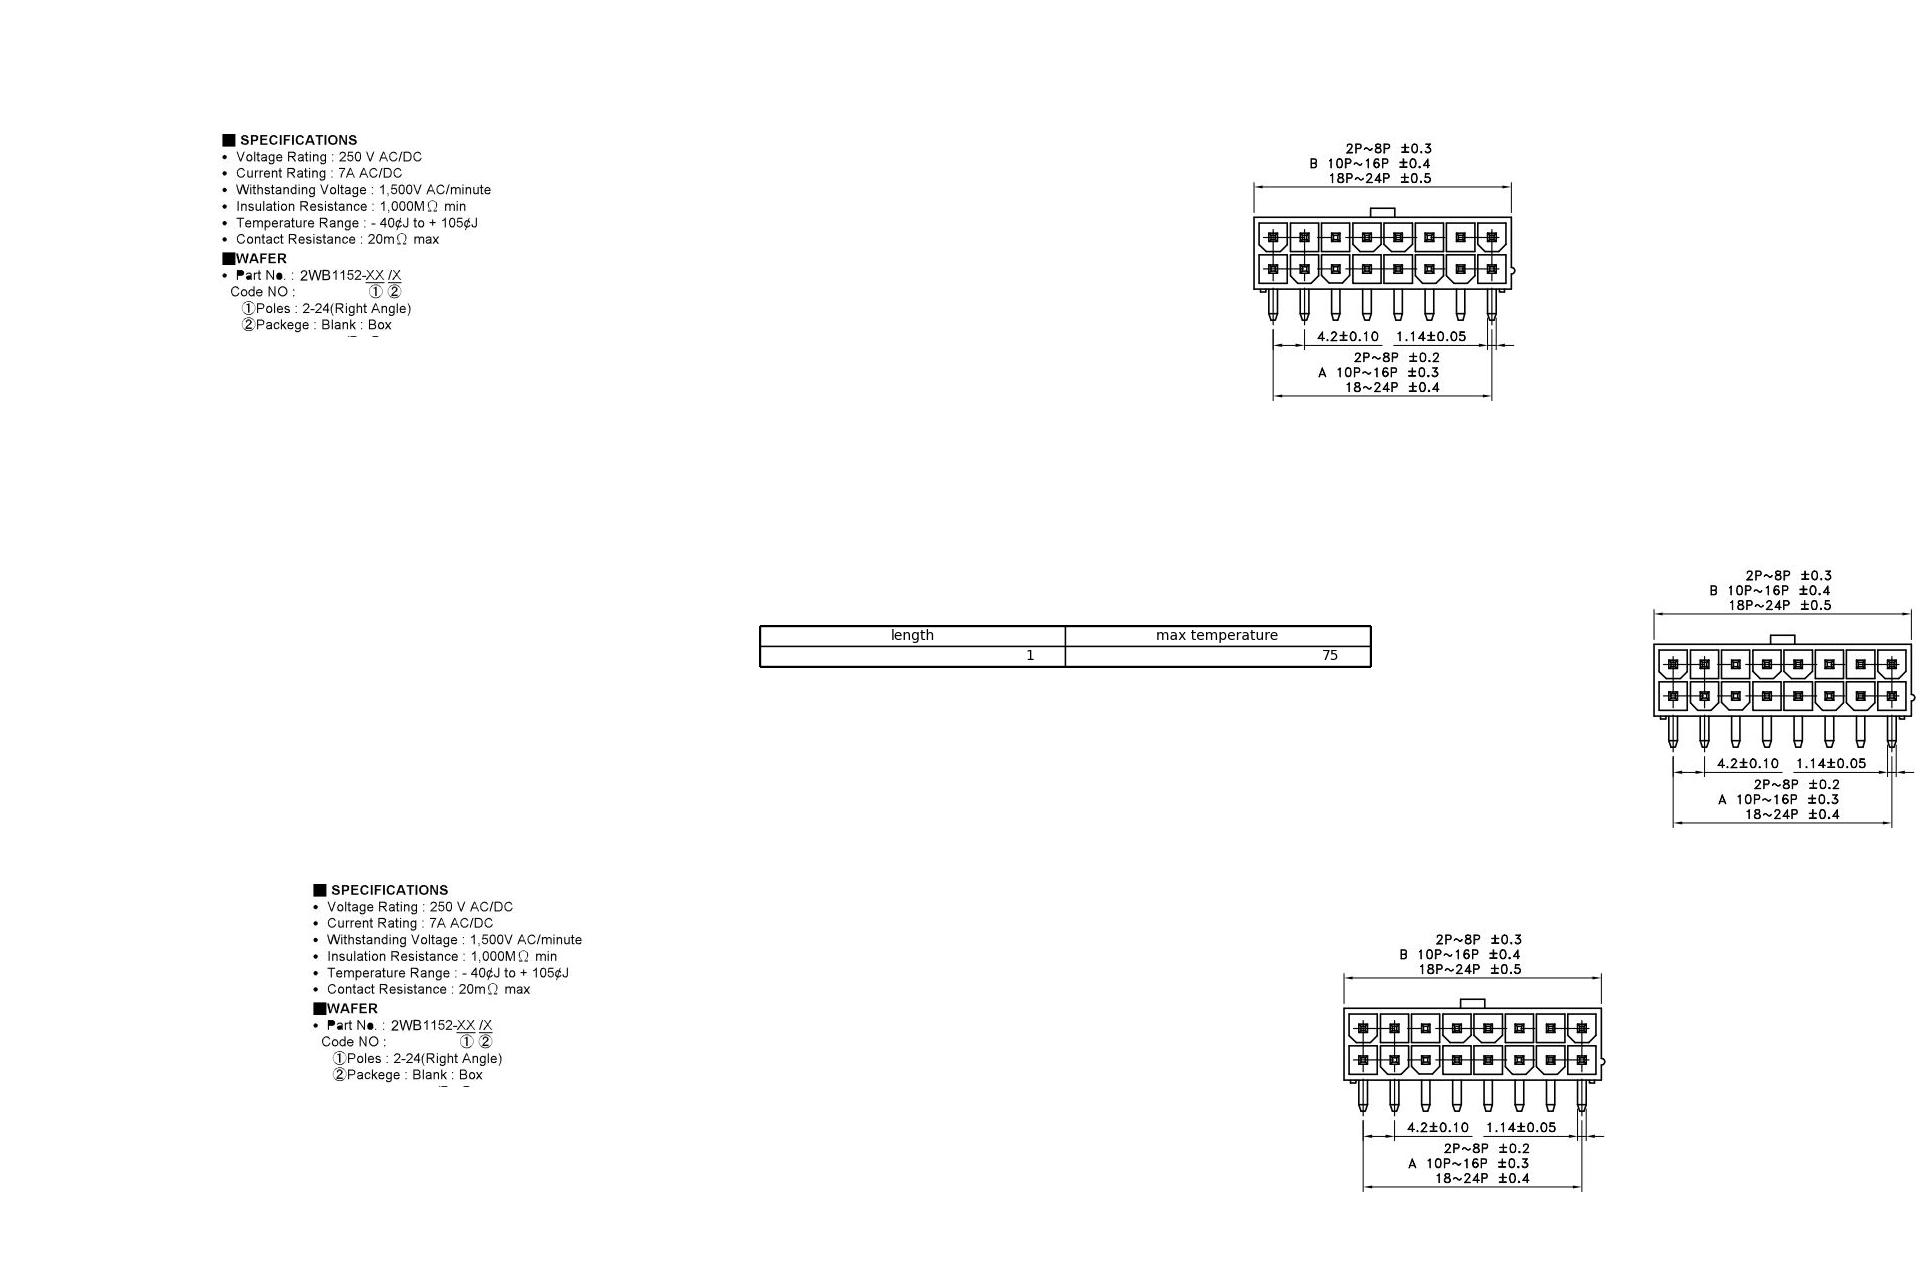 ■ SPECIFICATIONS
• Voltage Rating : 250 V AC/DC
• Current Rating : 7A AC/DC
• Withstanding Voltage : 1,500V AC/minute
• Insulation Resistance : 1,000MΩ min
• Temperature Range : - 40¢J to + 105¢J
• Contact Resistance : 20mΩ max
■WAFER
• Part No. : 2WB1152-XX /X
Code NO : ① ②
①Poles : 2-24(Right Angle)
②Packege : Blank : Box
2P~8P ±0.3
B 10P~16P ±0.4
18P~24P ±0.5
4.2±0.10 1.14±0.05
2P~8P ±0.2
A 10P~16P ±0.3
18~24P ±0.4
length max temperature
1 75
2P~8P ±0.3
B 10P~16P ±0.4
18P~24P ±0.5
4.2±0.10 1.14±0.05
2P~8P ±0.2
A 10P~16P ±0.3
18~24P ±0.4
■ SPECIFICATIONS
• Voltage Rating : 250 V AC/DC
• Current Rating : 7A AC/DC
• Withstanding Voltage : 1,500V AC/minute
• Insulation Resistance : 1,000MΩ min
• Temperature Range : - 40¢J to + 105¢J
• Contact Resistance : 20mΩ max
■WAFER
• Part No. : 2WB1152-XX /X
Code NO : ① ②
①Poles : 2-24(Right Angle)
②Packege : Blank : Box
2P~8P ±0.3
B 10P~16P ±0.4
18P~24P ±0.5
4.2±0.10 1.14±0.05
2P~8P ±0.2
A 10P~16P ±0.3
18~24P ±0.4